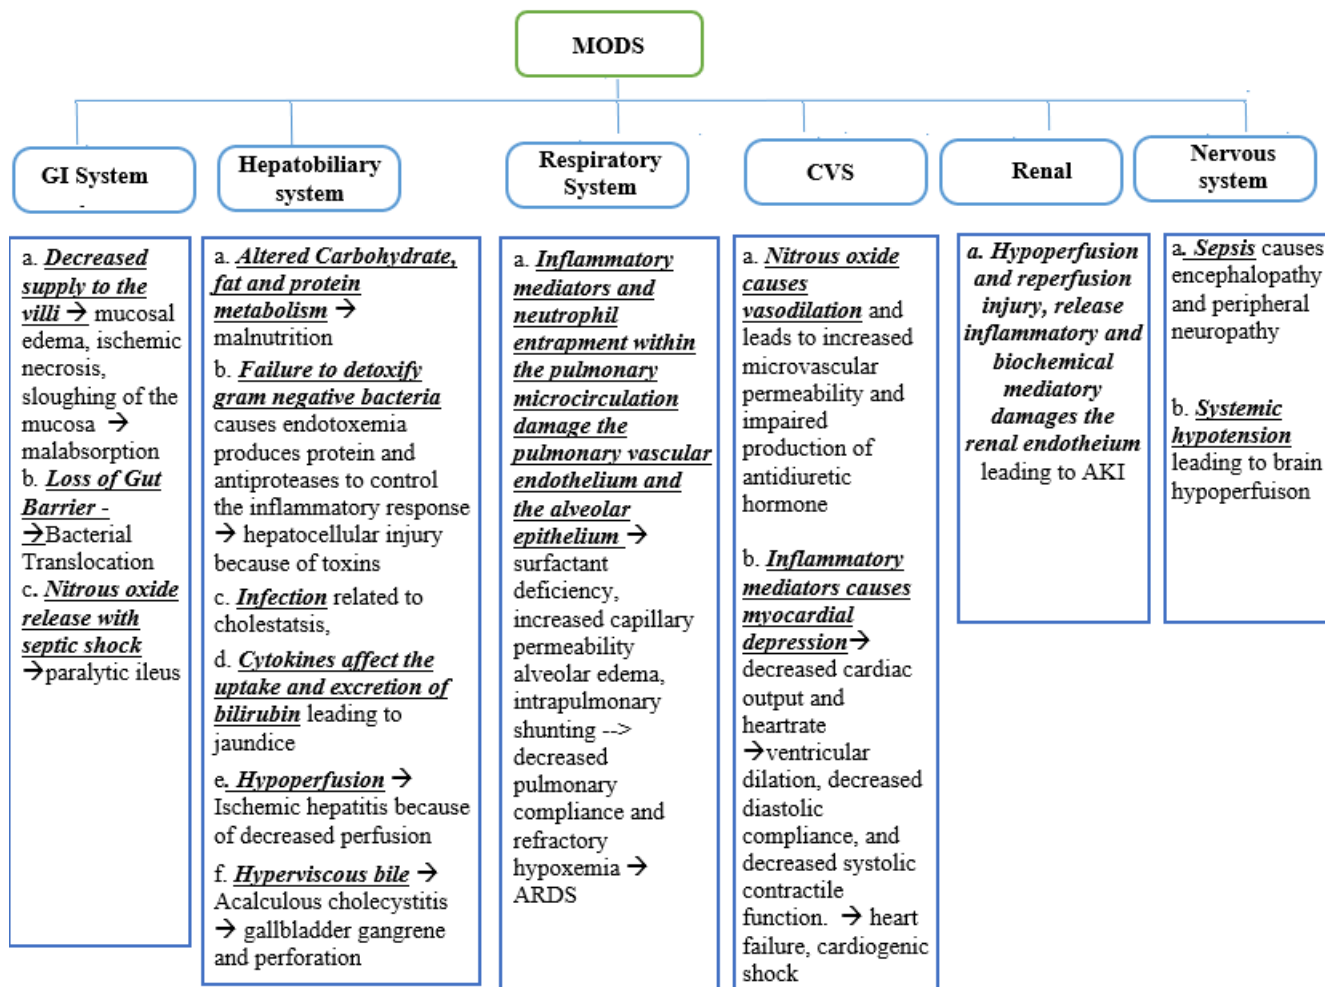 MODS
GI System
Hepatobiliary
system
Respiratory
System
CVS
Renal
Nervous
system
a. Decreased
supply to the
villi → mucosal
edema, ischemic
necrosis,
sloughing of the
mucosa →
malabsorption
b. Loss of Gut
Barrier -
→Bacterial
Translocation
c. Nitrous oxide
release with
septic shock
→paralytic ileus
a. Altered Carbohydrate,
fat and protein
metabolism →
malnutrition
b. Failure to detoxify
gram negative bacteria
causes endotoxemia
produces protein and
antiproteases to control
the inflammatory response
→ hepatocellular injury
because of toxins
c. Infection related to
cholestatsis,
d. Cytokines affect the
uptake and excretion of
bilirubin leading to
jaundice
e. Hypoperfusion →
Ischemic hepatitis because
of decreased perfusion
f. Hyperviscous bile →
Acalculous cholecystitis
→ gallbladder gangrene
and perforation
a. Inflammatory
mediators and
neutrophil
entrapment within
the pulmonary
microcirculation
damage the
pulmonary vascular
endothelium and
the alveolar
epithelium →
surfactant
deficiency,
increased capillary
permeability
alveolar edema,
intrapulmonary
shunting -->
decreased
pulmonary
compliance and
refractory
hypoxemia →
ARDS
a. Nitrous oxide
causes
vasodilation and
leads to increased
microvascular
permeability and
impaired
production of
antidiuretic
hormone
b. Inflammatory
mediators causes
myocardial
depression→
decreased cardiac
output and
heartrate
→ventricular
dilation, decreased
diastolic
compliance, and
decreased systolic
contractile
function. → heart
failure, cardiogenic
shock
a. Hypoperfusion
and reperfusion
injury, release
inflammatory and
biochemical
mediatory
damages the
renal endotheium
leading to AKI
a. Sepsis causes
encephalopathy
and peripheral
neuropathy
b. Systemic
hypotension
leading to brain
hypoperfuison